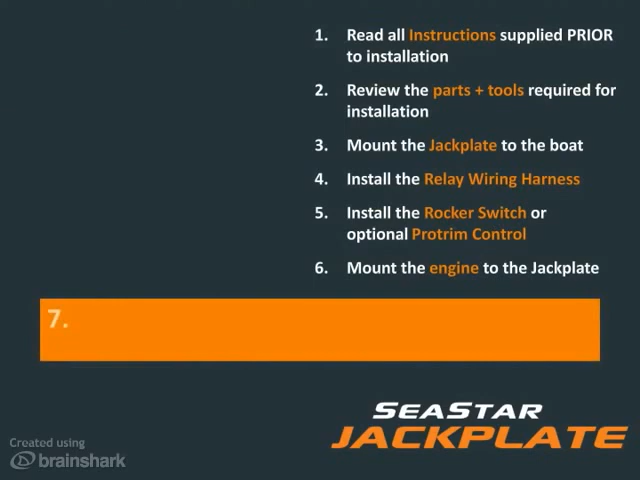 1. Read all Instructions supplied PRIOR
to installation
2. Review the parts + tools required for
installation
3. Mount the Jackplate to the boat
4. Install the Relay Wiring Harness
5. Install the Rocker Switch or
optional Protrim Control
6. Mount the engine to the Jackplate
7.
SEASTAR
JACKPLATE
Created using
brainshark